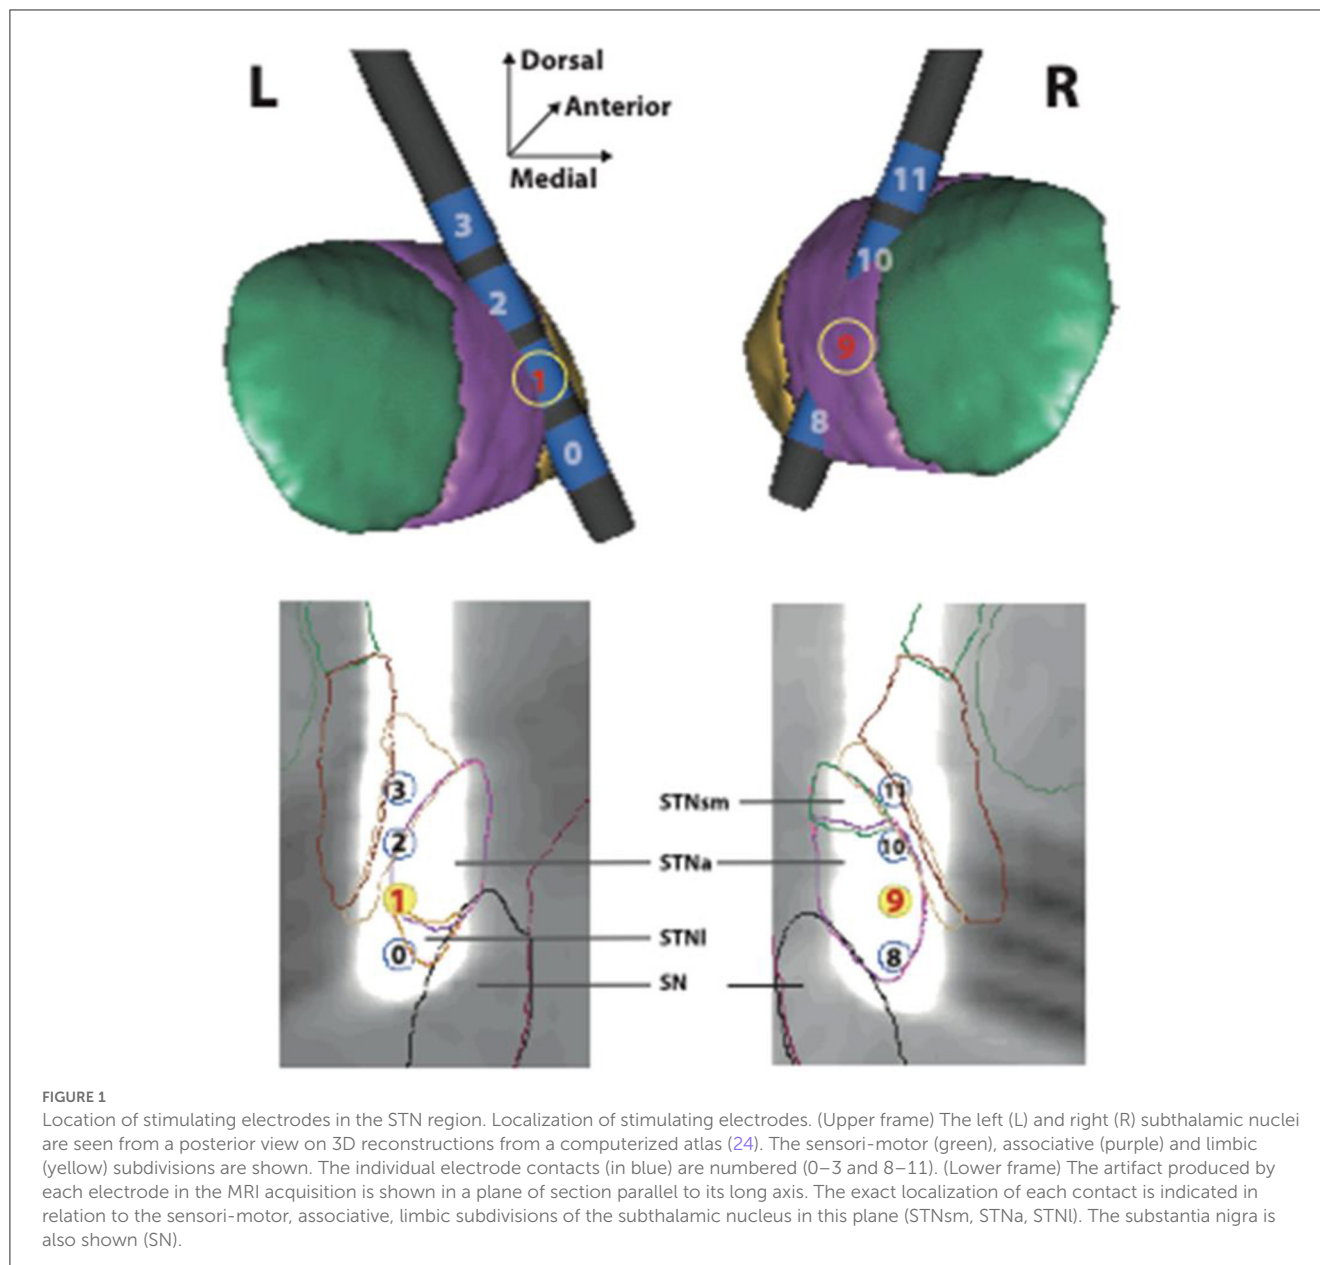 L
Dorsal
Anterior
Medial
R
3
2
1
0
11
10
9
8
3
2
1
0
STNsm
STNa
STNl
SN
11
10
9
8
FIGURE 1
Location of stimulating electrodes in the STN region. Localization of stimulating electrodes. (Upper frame) The left (L) and right (R) subthalamic nuclei
are seen from a posterior view on 3D reconstructions from a computerized atlas (24). The sensori-motor (green), associative (purple) and limbic
(yellow) subdivisions are shown. The individual electrode contacts (in blue) are numbered (0–3 and 8–11). (Lower frame) The artifact produced by
each electrode in the MRI acquisition is shown in a plane of section parallel to its long axis. The exact localization of each contact is indicated in
relation to the sensori-motor, associative, limbic subdivisions of the subthalamic nucleus in this plane (STNsm, STNa, STNl). The substantia nigra is
also shown (SN).